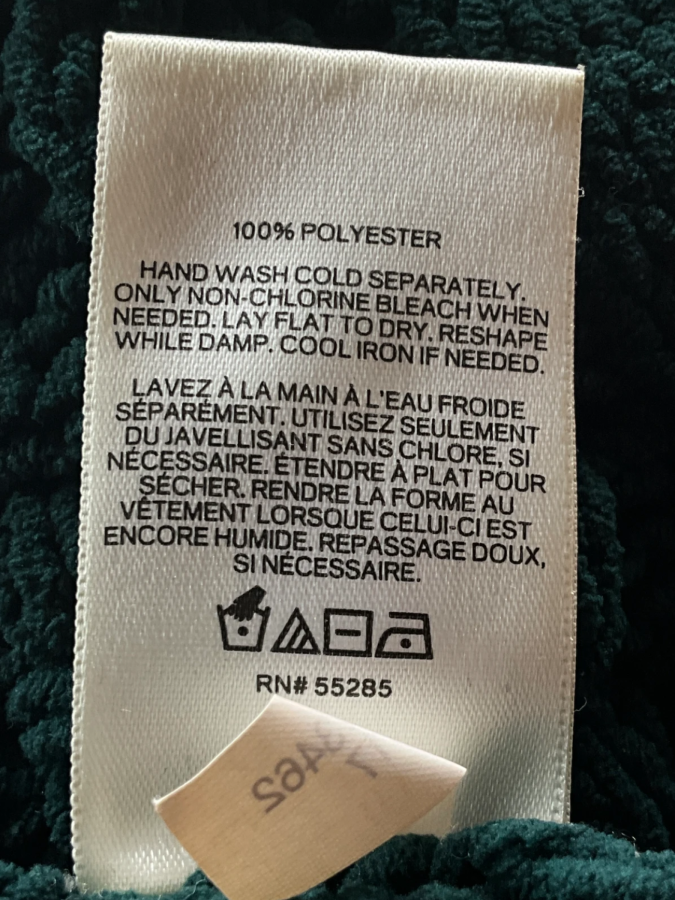 100% POLYESTER
HAND WASH COLD SEPARATELY.
ONLY NON-CHLORINE BLEACH WHEN
NEEDED. LAY FLAT TO DRY. RESHAPE
WHILE DAMP. COOL IRON IF NEEDED.
LAVEZ À LA MAIN À L'EAU FROIDE
SÉPARÉMENT. UTILISEZ SEULEMENT
DU JAVELLISANT SANS CHLORE, SI
NÉCESSAIRE. ÉTENDRE À PLAT POUR
SÉCHER. RENDRE LA FORME AU
VÊTEMENT LORSQUE CELUI-CI EST
ENCORE HUMIDE. REPASSAGE DOUX,
SI NÉCESSAIRE.
RN# 55285